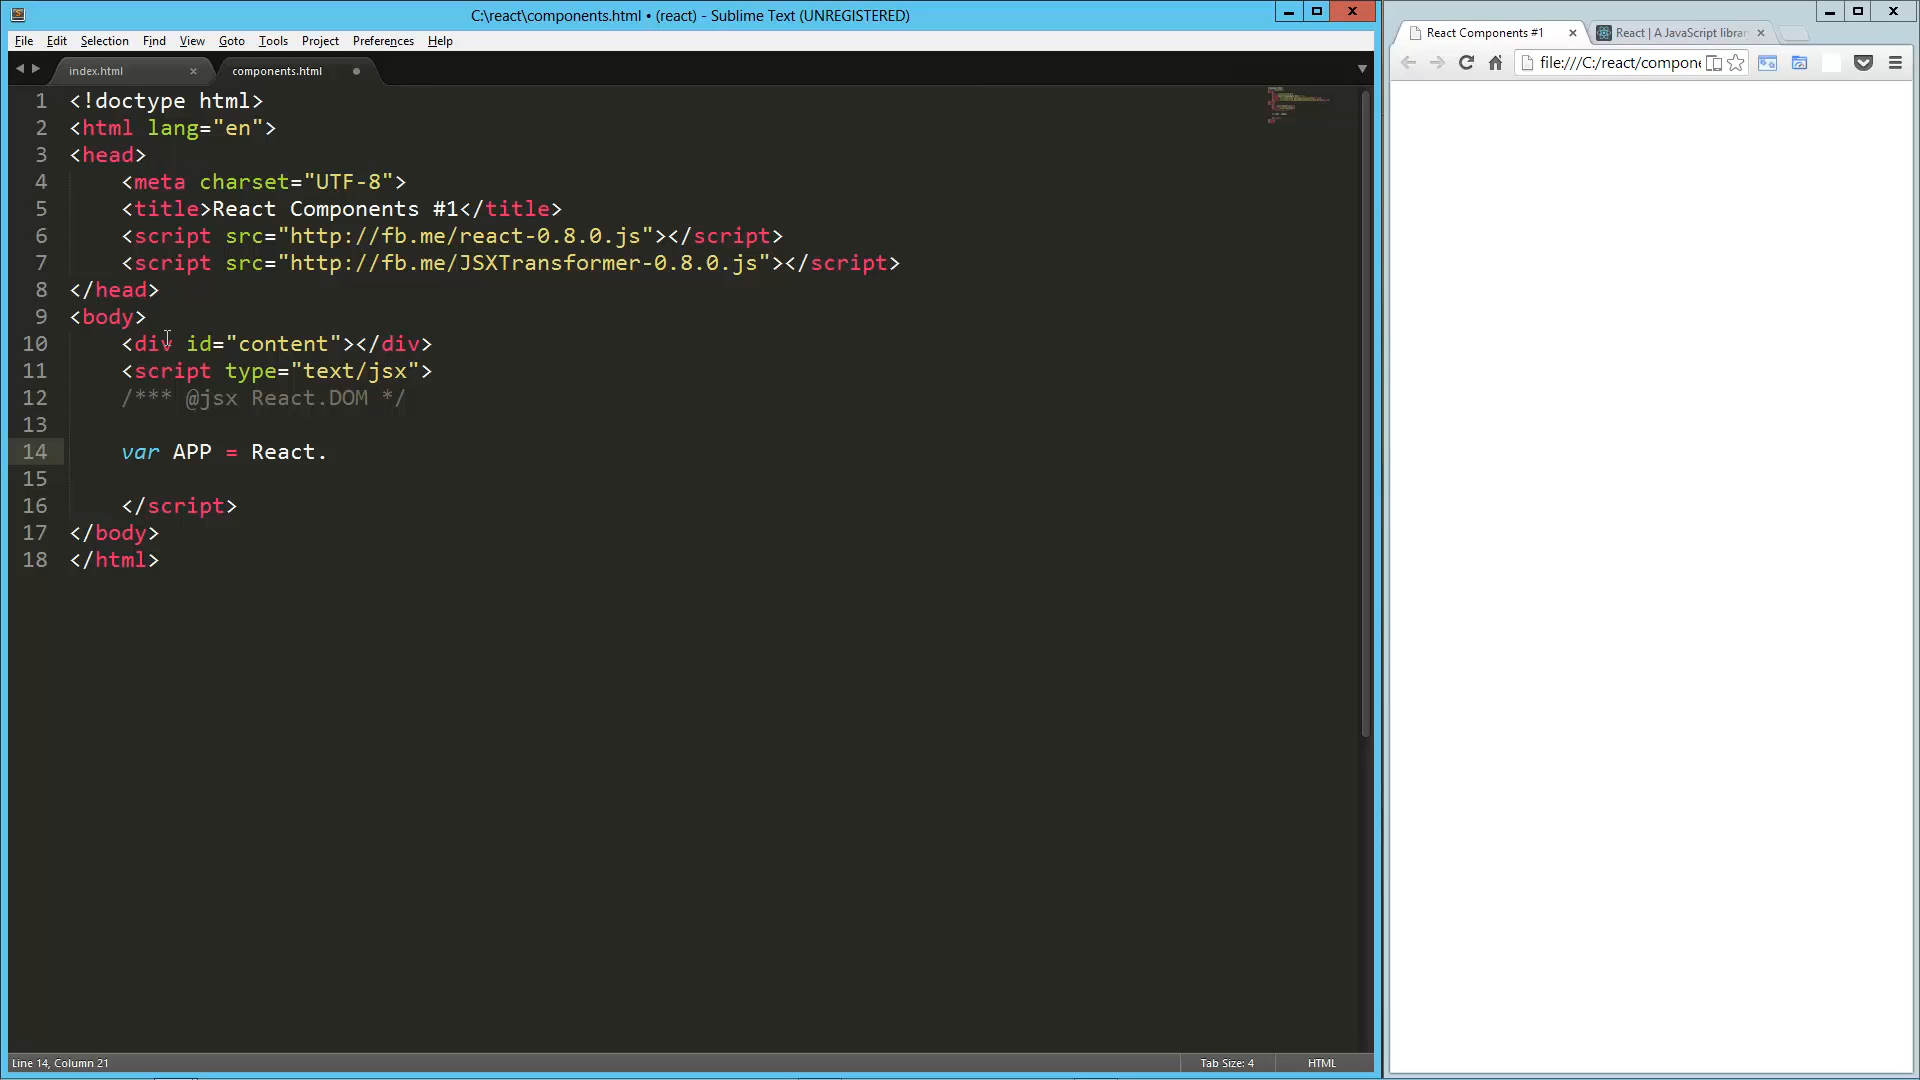 C:\react\components.html • (react) - Sublime Text (UNREGISTERED)
File Edit Selection Find View Goto Tools Project Preferences Help
index.html × components.html
1 <!doctype html>
2 <html lang="en">
3 <head>
4 <meta charset="UTF-8">
5 <title>React Components #1</title>
6 <script src="http://fb.me/react-0.8.0.js"></script>
7 <script src="http://fb.me/JSXTransformer-0.8.0.js"></script>
8 </head>
9 <body>
10 <div id="content"></div>
11 <script type="text/jsx">
12 /*** @jsx React.DOM */
13
14 var APP = React.
15
16 </script>
17 </body>
18 </html>
Line 14, Column 21 Tab Size: 4 HTML
React Components #1 × React | A JavaScript librar ×
file:///C:/react/compone